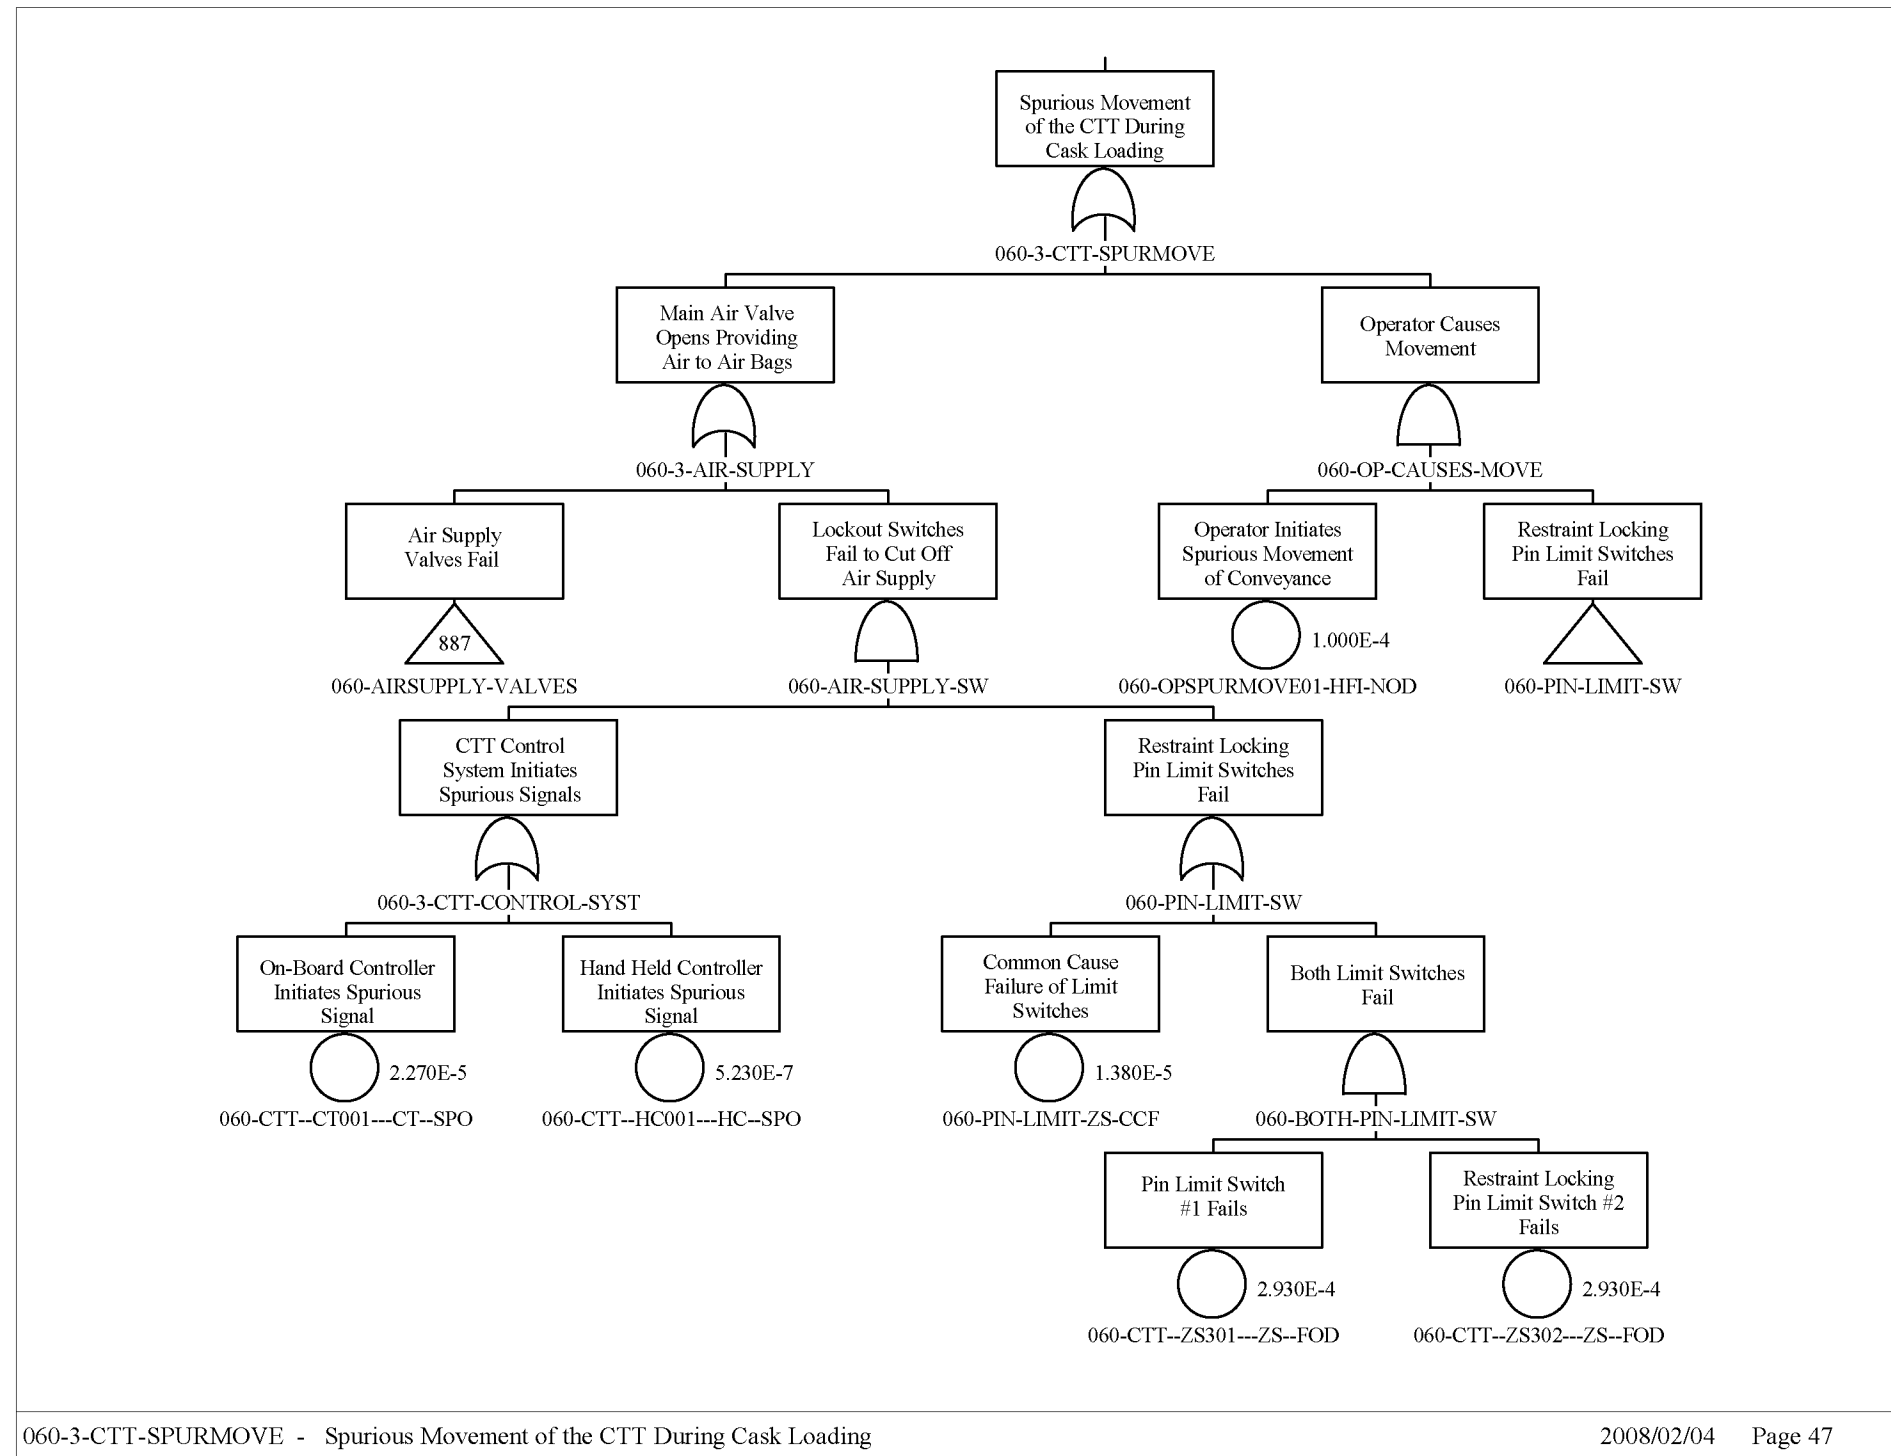 Spurious Movement
of the CTT During
Cask Loading
060-3-CTT-SPURMOVE
Main Air Valve
Opens Providing
Air to Air Bags
Operator Causes
Movement
060-3-AIR-SUPPLY
060-OP-CAUSES-MOVE
Air Supply
Valves Fail
Lockout Switches
Fail to Cut Off
Air Supply
Operator Initiates
Spurious Movement
of Conveyance
Restraint Locking
Pin Limit Switches
Fail
887
1.000E-4
060-AIRSUPPLY-VALVES
060-AIR-SUPPLY-SW
060-OPSPURMOVE01-HFI-NOD
060-PIN-LIMIT-SW
CTT Control
System Initiates
Spurious Signals
Restraint Locking
Pin Limit Switches
Fail
060-3-CTT-CONTROL-SYST
060-PIN-LIMIT-SW
On-Board Controller
Initiates Spurious
Signal
Hand Held Controller
Initiates Spurious
Signal
Common Cause
Failure of Limit
Switches
Both Limit Switches
Fail
2.270E-5
5.230E-7
1.380E-5
060-CTT--CT001---CT--SPO
060-CTT--HC001---HC--SPO
060-PIN-LIMIT-ZS-CCF
060-BOTH-PIN-LIMIT-SW
Pin Limit Switch
#1 Fails
Restraint Locking
Pin Limit Switch #2
Fails
2.930E-4
2.930E-4
060-CTT--ZS301---ZS--FOD
060-CTT--ZS302---ZS--FOD
060-3-CTT-SPURMOVE - Spurious Movement of the CTT During Cask Loading
2008/02/04 Page 47